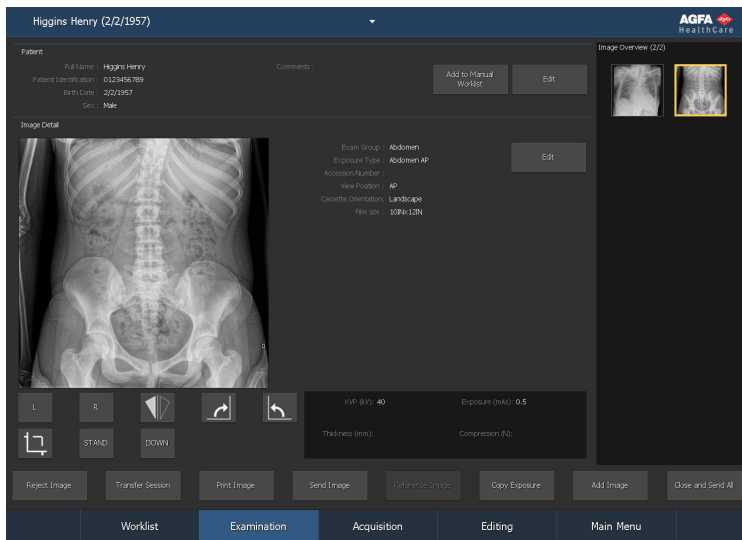 Higgins Henry (2/2/1957)
AGFA
HealthCare
Patient
Full Name : Higgins Henry
Patient Identification : 0123456789
Birth Date : 2/2/1957
Sex : Male
Comments :
Add to Manual
Worklist
Edit
Image Overview (2/2)
Image Detail
Exam Group : Abdomen
Exposure Type : Abdomen AP
Accession Number :
View Position : AP
Cassette Orientation: Landscape
Film size : 10INx12IN
Edit
L
R
STAND
DOWN
KVP (kV): 40
Exposure (mAs): 0.5
Thickness (mm):
Compression (N):
Reject Image
Transfer Session
Print Image
Send Image
Reference Image
Copy Exposure
Add Image
Close and Send All
Worklist
Examination
Acquisition
Editing
Main Menu